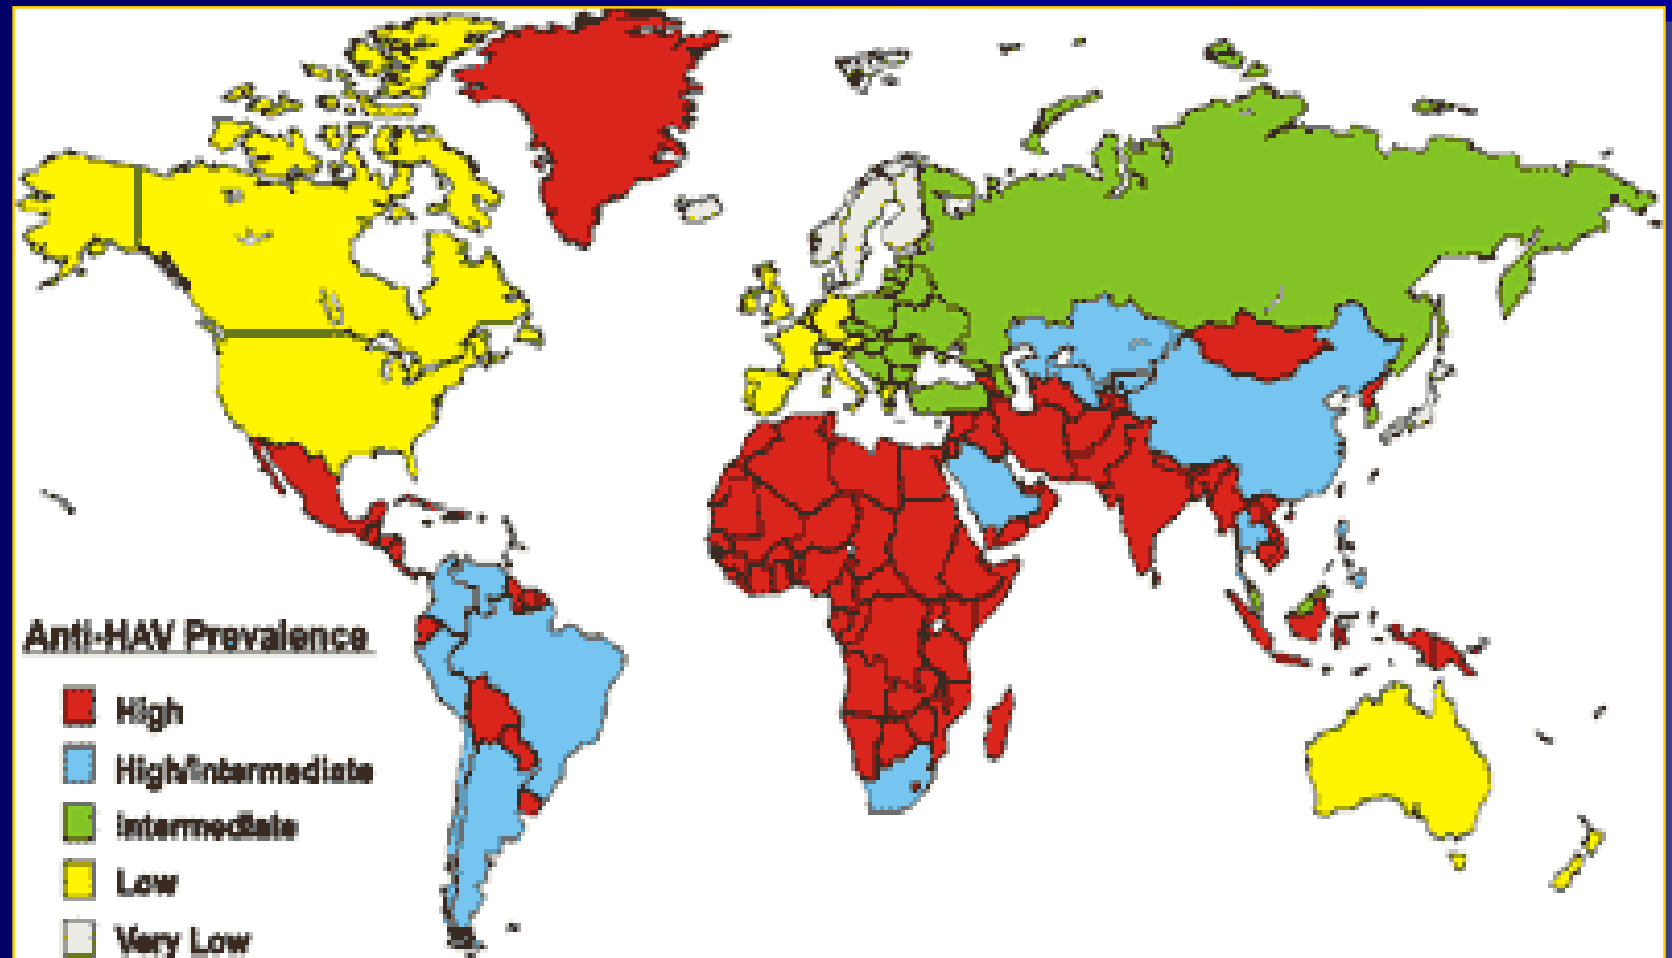 Anti-HAV Prevalence
High
High/Intermediate
Intermediate
Low
Very Low